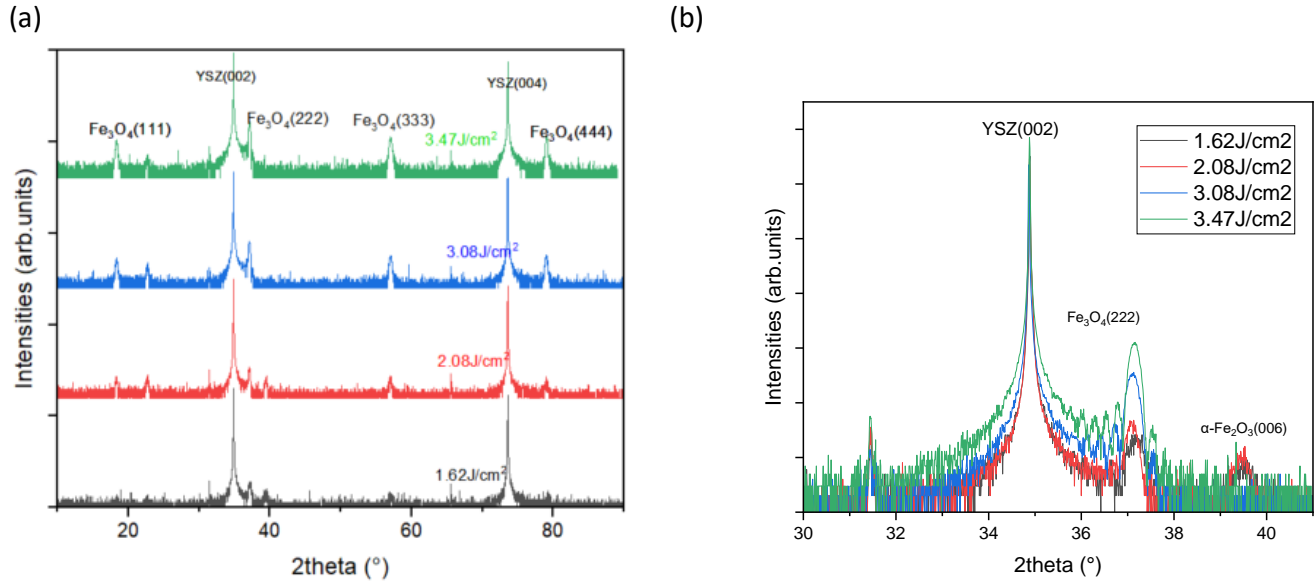 (a)
YSZ(002)
YSZ(004)
Fe₃O₄(111)
Fe₃O₄(222)
Fe₃O₄(333)
Fe₃O₄(444)
3.47J/cm²
3.08J/cm²
2.08J/cm²
1.62J/cm²
Intensities (arb.units)
20 40 60 80
2theta (°)
(b)
YSZ(002)
1.62J/cm2
2.08J/cm2
3.08J/cm2
3.47J/cm2
Fe₃O₄(222)
α-Fe₂O₃(006)
Intensities (arb.units)
30 32 34 36 38 40
2theta (°)